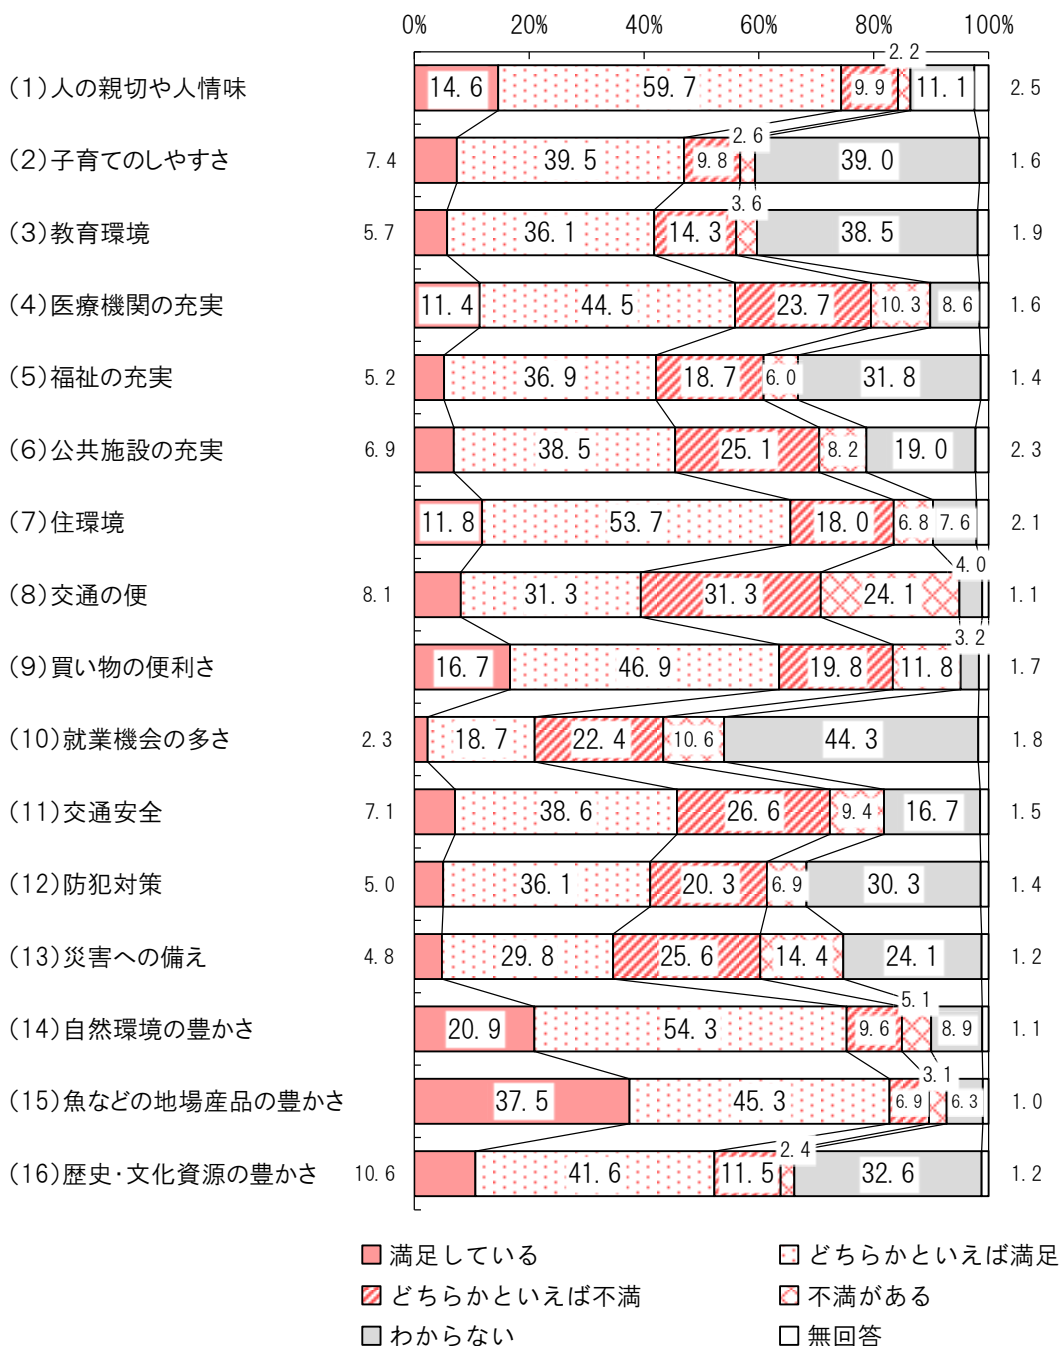 0% 20% 40% 60% 80% 100%
2.2
(1)人の親切や人情味 14.6 59.7 9.9 11.1 2.5
2.6
(2)子育てのしやすさ 7.4 39.5 9.8 39.0 1.6
3.6
(3)教育環境 5.7 36.1 14.3 38.5 1.9
(4)医療機関の充実 11.4 44.5 23.7 10.3 8.6 1.6
(5)福祉の充実 5.2 36.9 18.7 6.0 31.8 1.4
(6)公共施設の充実 6.9 38.5 25.1 8.2 19.0 2.3
(7)住環境 11.8 53.7 18.0 6.8 7.6 2.1
4.0
(8)交通の便 8.1 31.3 31.3 24.1 1.1
3.2
(9)買い物の便利さ 16.7 46.9 19.8 11.8 1.7
(10)就業機会の多さ 2.3 18.7 22.4 10.6 44.3 1.8
(11)交通安全 7.1 38.6 26.6 9.4 16.7 1.5
(12)防犯対策 5.0 36.1 20.3 6.9 30.3 1.4
(13)災害への備え 4.8 29.8 25.6 14.4 24.1 1.2
5.1
(14)自然環境の豊かさ 20.9 54.3 9.6 8.9 1.1
3.1
(15)魚などの地場産品の豊かさ 37.5 45.3 6.9 6.3 1.0
2.4
(16)歴史・文化資源の豊かさ 10.6 41.6 11.5 32.6 1.2
満足している どちらかといえば満足
どちらかといえば不満 不満がある
わからない 無回答